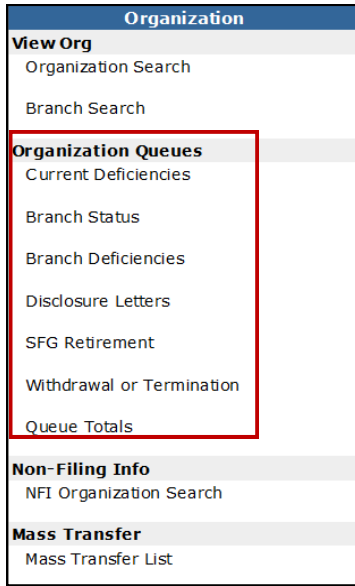 Organization
View Org
Organization Search
Branch Search
Organization Queues
Current Deficiencies
Branch Status
Branch Deficiencies
Disclosure Letters
SFG Retirement
Withdrawal or Termination
Queue Totals
Non-Filing Info
NFI Organization Search
Mass Transfer
Mass Transfer List